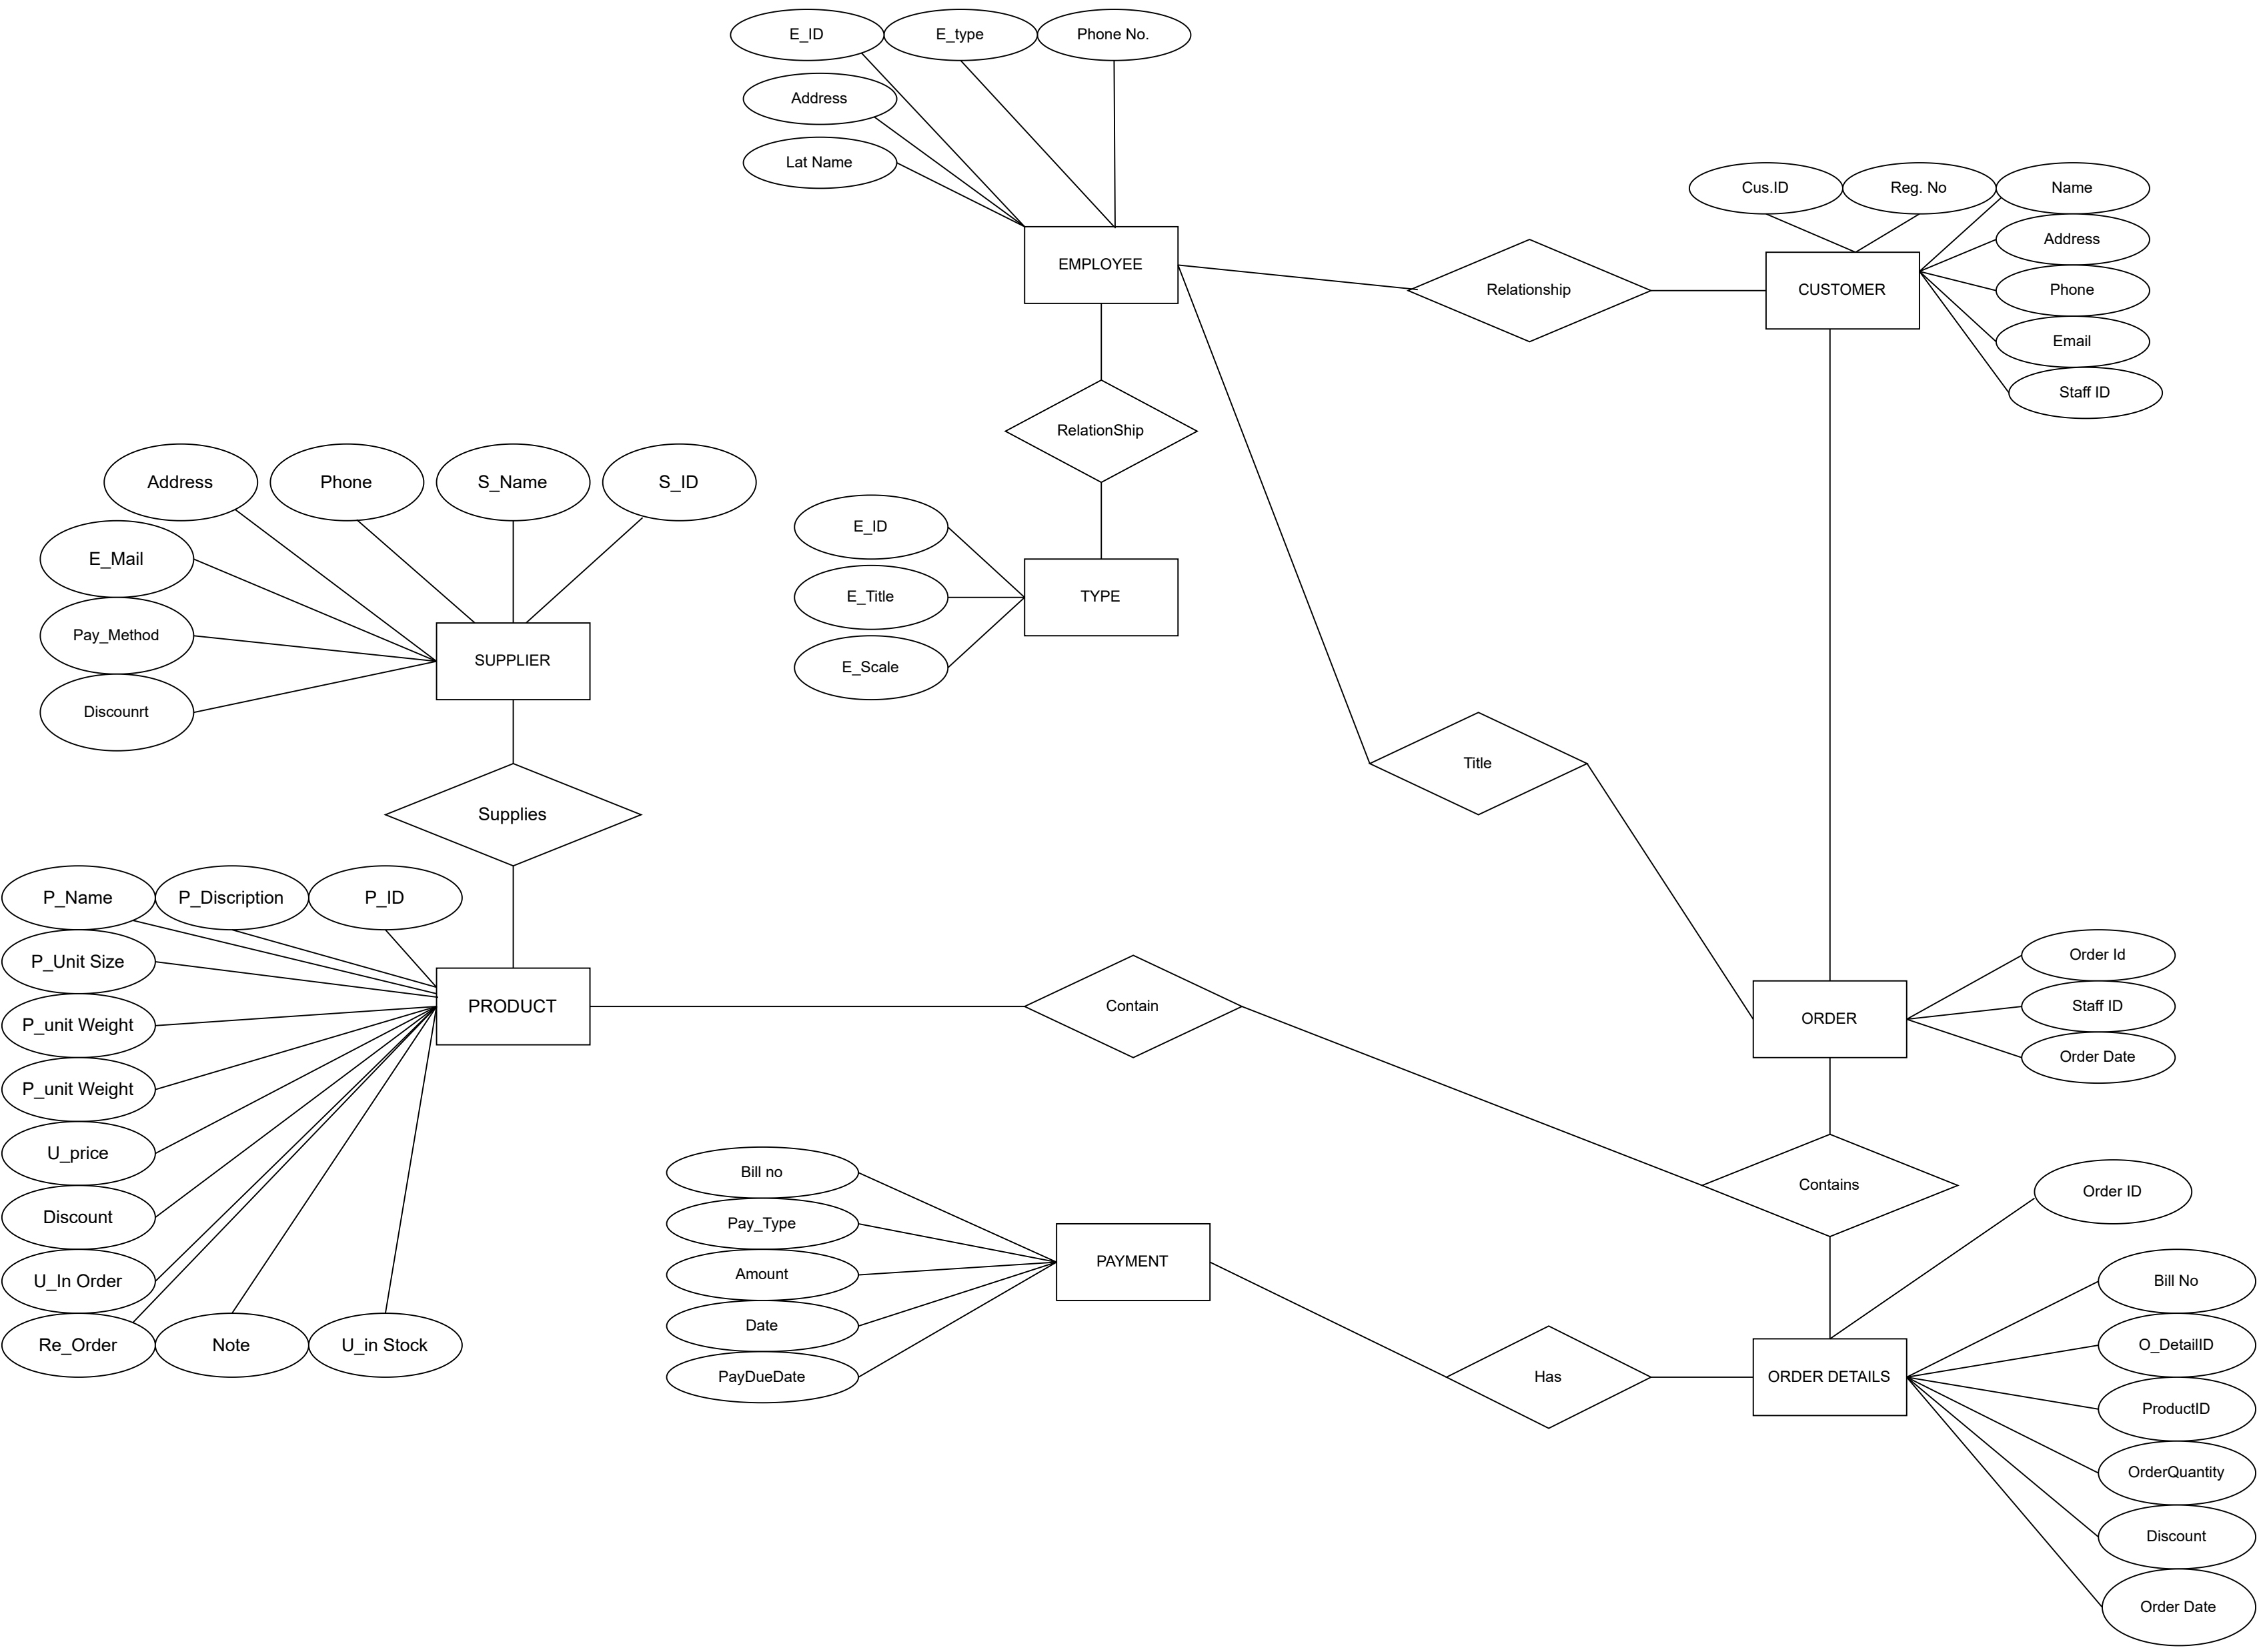 E_ID
E_type
Phone No.
Address
Lat Name
EMPLOYEE
Relationship
Cus.ID
Reg. No
Name
Address
Phone
Email
Staff ID
CUSTOMER
RelationShip
E_ID
E_Title
E_Scale
TYPE
Address
Phone
S_Name
S_ID
E_Mail
Pay_Method
Discounrt
SUPPLIER
Supplies
Title
P_Name
P_Discription
P_ID
P_Unit Size
P_unit Weight
P_unit Weight
U_price
Discount
U_In Order
Re_Order
Note
U_in Stock
PRODUCT
Contain
ORDER
Order Id
Staff ID
Order Date
Contains
Bill no
Pay_Type
Amount
Date
PayDueDate
PAYMENT
Has
ORDER DETAILS
Order ID
Bill No
O_DetailID
ProductID
OrderQuantity
Discount
Order Date